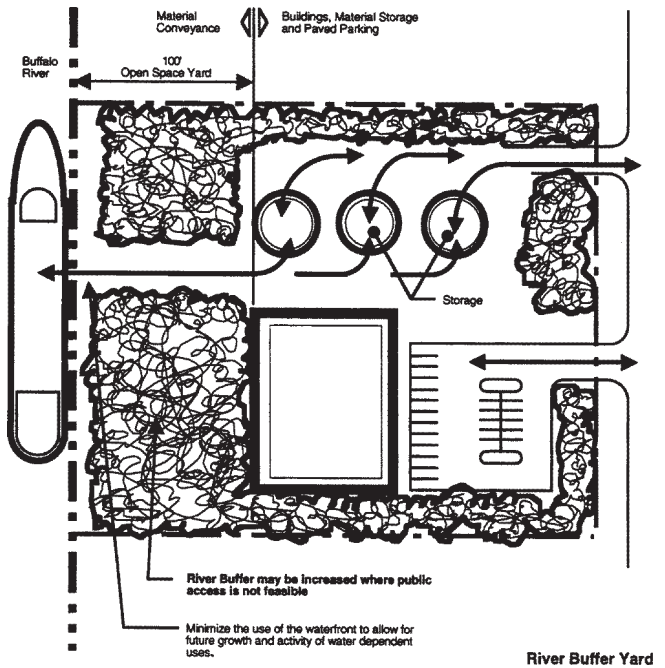 Material
Conveyance
Buildings, Material Storage
and Paved Parking
Buffalo
River
100'
Open Space Yard
Storage
River Buffer may be increased where public
access is not feasible
Minimize the use of the waterfront to allow for
future growth and activity of water dependent
uses.
River Buffer Yard